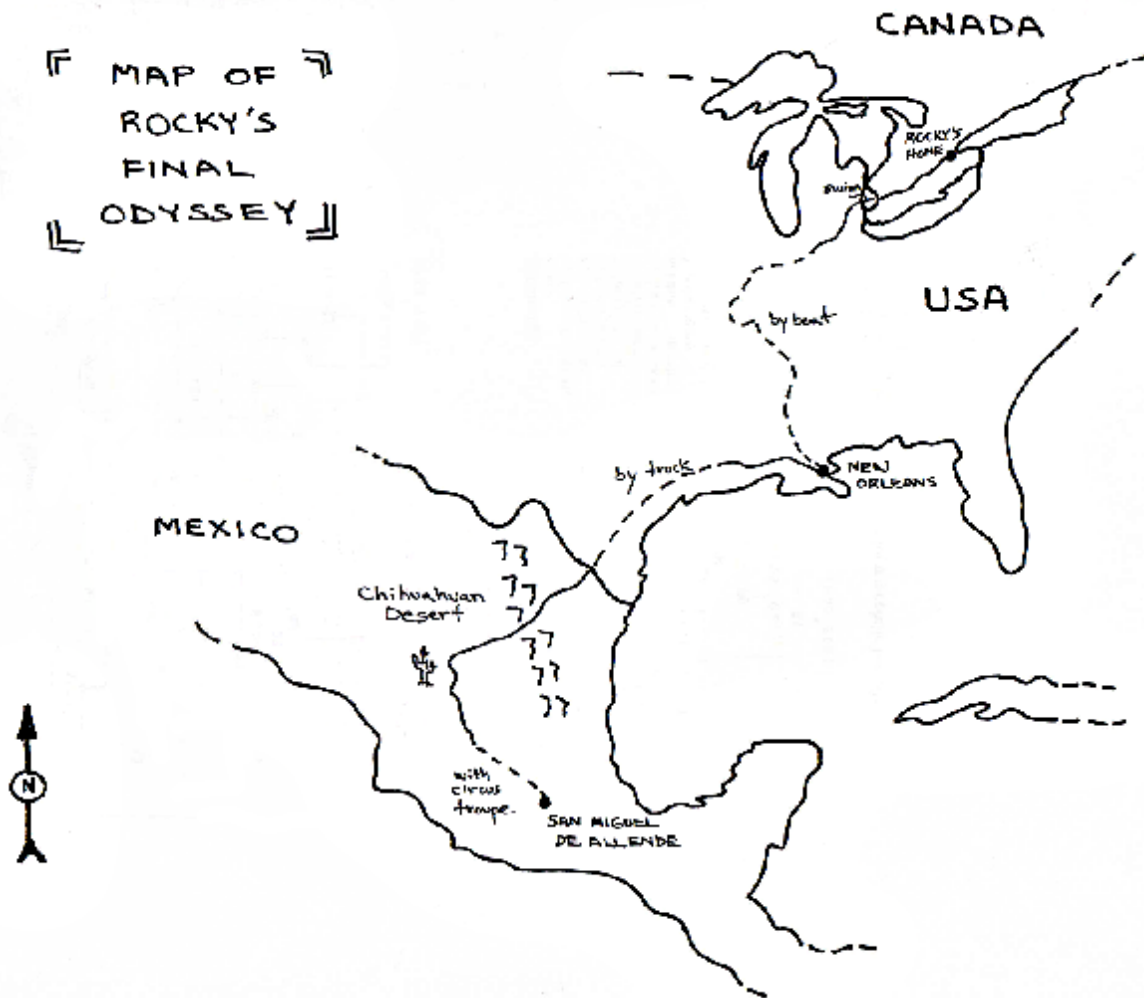 MAP OF
ROCKY'S
FINAL
ODYSSEY
CANADA
ROCKY'S
HOME
swim
USA
by boat
by truck
NEW
ORLEANS
MEXICO
Chihuahuan
Desert
N
with
circus
troupe.
SAN MIGUEL
DE ALLENDE